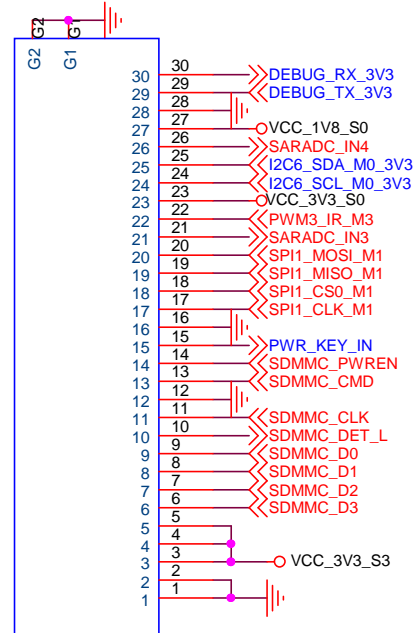 G2 G1
G2 G1
30 30 DEBUG_RX_3V3
29 29 DEBUG_TX_3V3
28 28
27 27 VCC_1V8_S0
26 26 SARADC_IN4
25 25 I2C6_SDA_M0_3V3
24 24 I2C6_SCL_M0_3V3
23 23 VCC_3V3_S0
22 22 PWM3_IR_M3
21 21 SARADC_IN3
20 20 SPI1_MOSI_M1
19 19 SPI1_MISO_M1
18 18 SPI1_CS0_M1
17 17 SPI1_CLK_M1
16 16
15 15 PWR_KEY_IN
14 14 SDMMC_PWREN
13 13 SDMMC_CMD
12 12
11 11 SDMMC_CLK
10 10 SDMMC_DET_L
9 9 SDMMC_D0
8 8 SDMMC_D1
7 7 SDMMC_D2
6 6 SDMMC_D3
5 5
4 4
3 3 VCC_3V3_S3
2 2
1 1